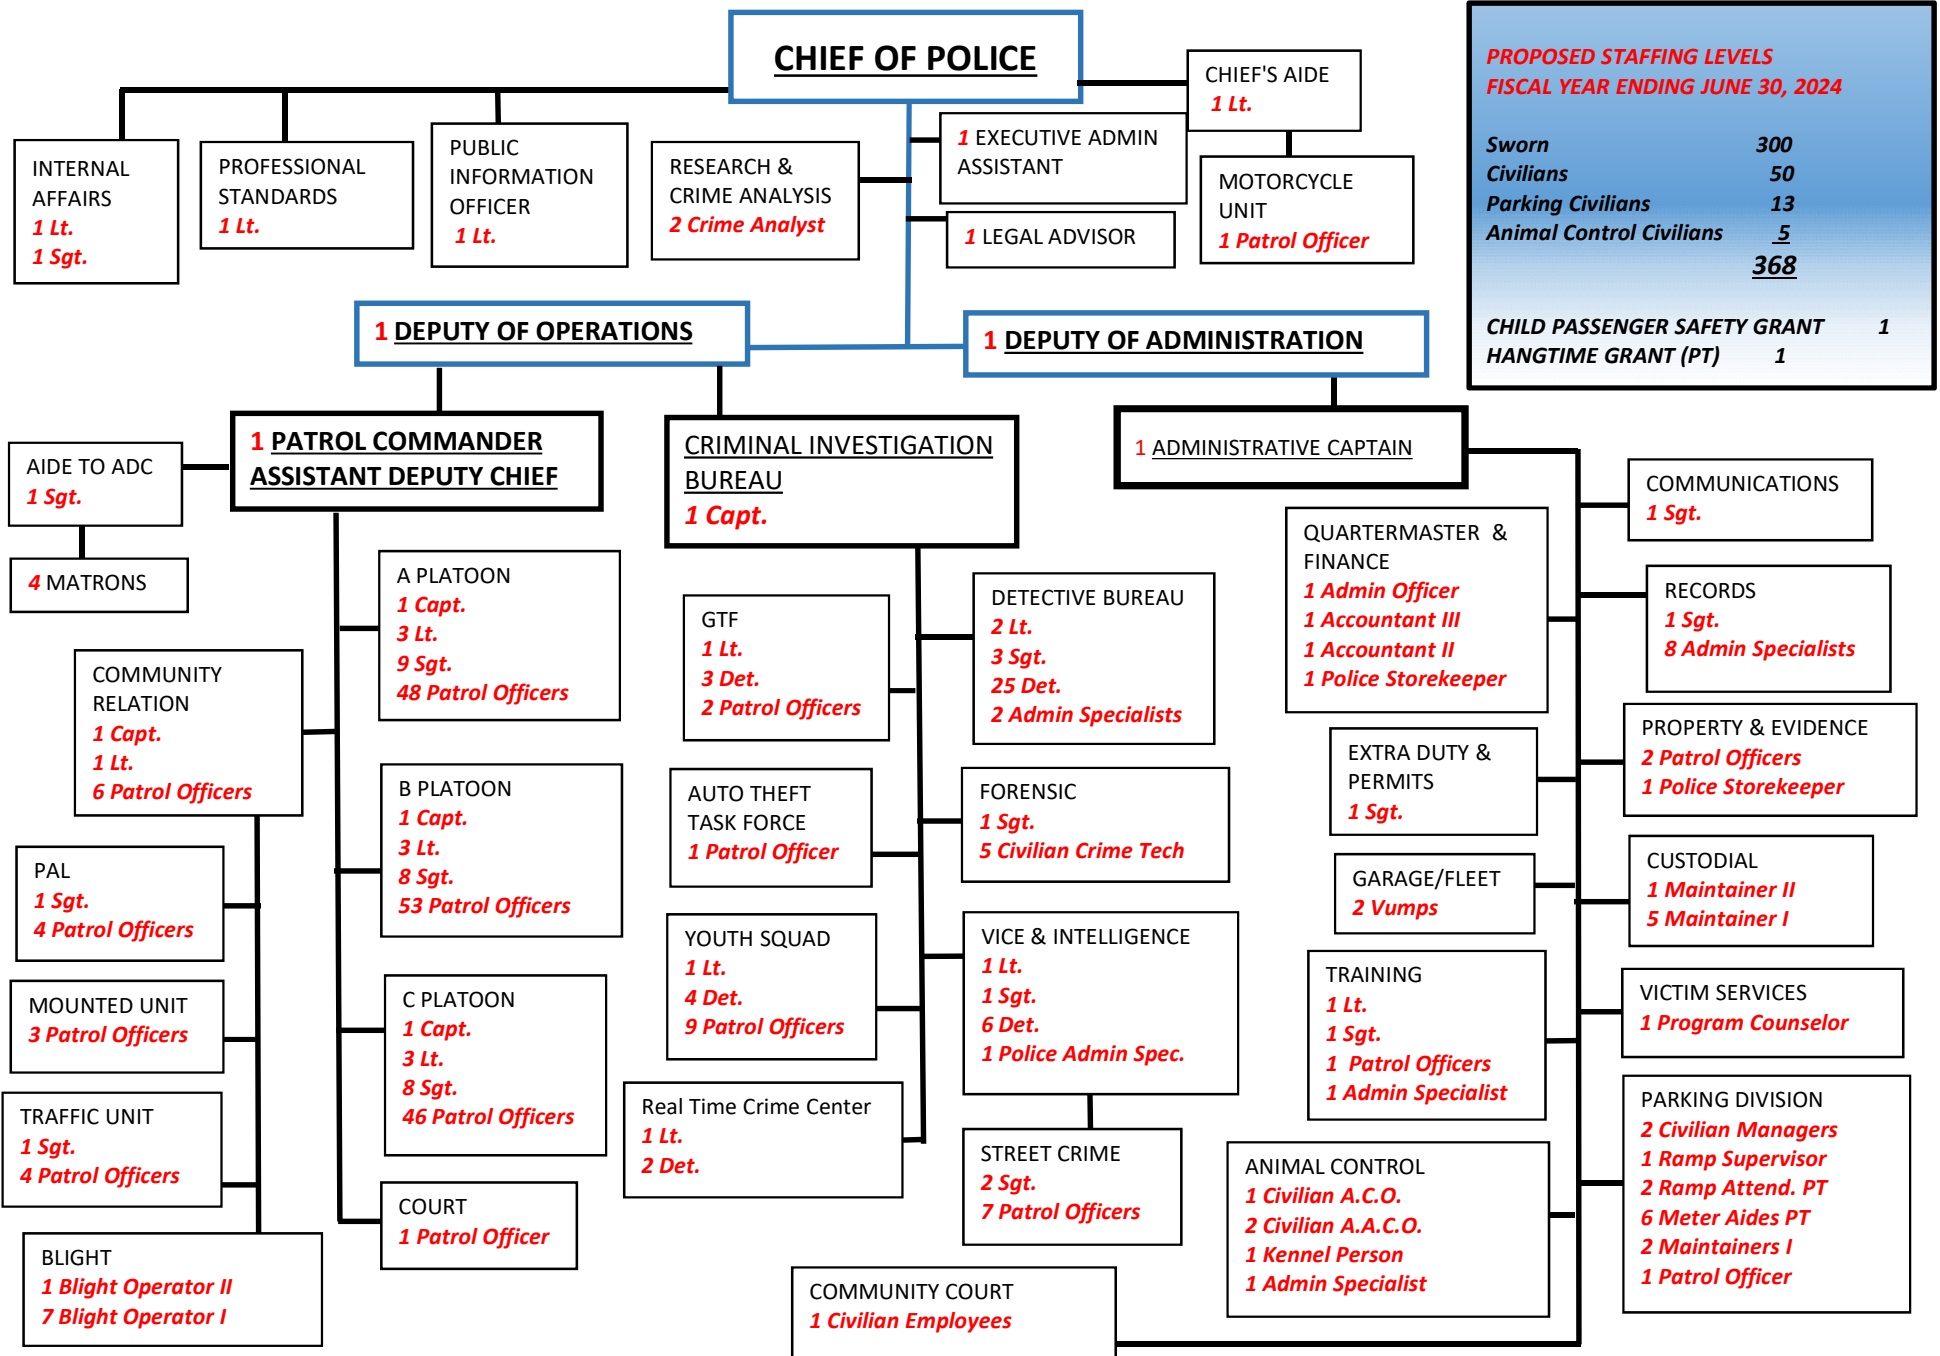 CHIEF OF POLICE
CHIEF'S AIDE
1 Lt.
PROPOSED STAFFING LEVELS
FISCAL YEAR ENDING JUNE 30, 2024
Sworn 300
Civilians 50
Parking Civilians 13
Animal Control Civilians 5
368
CHILD PASSENGER SAFETY GRANT 1
HANGTIME GRANT (PT) 1
INTERNAL
AFFAIRS
1 Lt.
1 Sgt.
PROFESSIONAL
STANDARDS
1 Lt.
PUBLIC
INFORMATION
OFFICER
1 Lt.
RESEARCH &
CRIME ANALYSIS
2 Crime Analyst
1 EXECUTIVE ADMIN
ASSISTANT
1 LEGAL ADVISOR
MOTORCYCLE
UNIT
1 Patrol Officer
1 DEPUTY OF OPERATIONS
1 DEPUTY OF ADMINISTRATION
AIDE TO ADC
1 Sgt.
4 MATRONS
1 PATROL COMMANDER
ASSISTANT DEPUTY CHIEF
CRIMINAL INVESTIGATION
BUREAU
1 Capt.
1 ADMINISTRATIVE CAPTAIN
COMMUNITY
RELATION
1 Capt.
1 Lt.
6 Patrol Officers
PAL
1 Sgt.
4 Patrol Officers
MOUNTED UNIT
3 Patrol Officers
TRAFFIC UNIT
1 Sgt.
4 Patrol Officers
BLIGHT
1 Blight Operator II
7 Blight Operator I
A PLATOON
1 Capt.
3 Lt.
9 Sgt.
48 Patrol Officers
B PLATOON
1 Capt.
3 Lt.
8 Sgt.
53 Patrol Officers
C PLATOON
1 Capt.
3 Lt.
8 Sgt.
46 Patrol Officers
COURT
1 Patrol Officer
GTF
1 Lt.
3 Det.
2 Patrol Officers
AUTO THEFT
TASK FORCE
1 Patrol Officer
YOUTH SQUAD
1 Lt.
4 Det.
9 Patrol Officers
Real Time Crime Center
1 Lt.
2 Det.
DETECTIVE BUREAU
2 Lt.
3 Sgt.
25 Det.
2 Admin Specialists
FORENSIC
1 Sgt.
5 Civilian Crime Tech
VICE & INTELLIGENCE
1 Lt.
1 Sgt.
6 Det.
1 Police Admin Spec.
STREET CRIME
2 Sgt.
7 Patrol Officers
COMMUNITY COURT
1 Civilian Employees
QUARTERMASTER & 
FINANCE
1 Admin Officer
1 Accountant III
1 Accountant II
1 Police Storekeeper
EXTRA DUTY &
PERMITS
1 Sgt.
GARAGE/FLEET
2 Vumps
TRAINING
1 Lt.
1 Sgt.
1 Patrol Officers
1 Admin Specialist
ANIMAL CONTROL
1 Civilian A.C.O.
2 Civilian A.A.C.O.
1 Kennel Person
1 Admin Specialist
COMMUNICATIONS
1 Sgt.
RECORDS
1 Sgt.
8 Admin Specialists
PROPERTY & EVIDENCE
2 Patrol Officers
1 Police Storekeeper
CUSTODIAL
1 Maintainer II
5 Maintainer I
VICTIM SERVICES
1 Program Counselor
PARKING DIVISION
2 Civilian Managers
1 Ramp Supervisor
2 Ramp Attend. PT
6 Meter Aides PT
2 Maintainers I
1 Patrol Officer